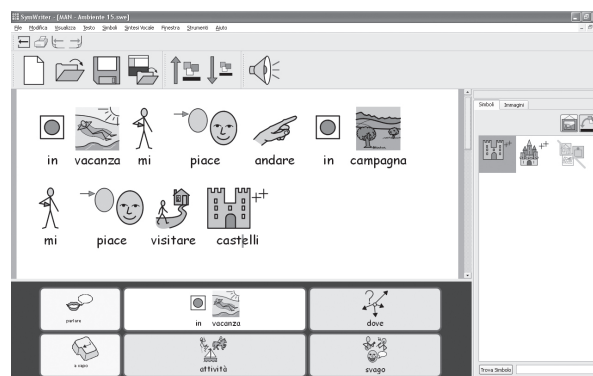 SymWriter - [MAH - Ambiente 15.swe]
File Modifica Visualizza Testo Simboli Sintesi Vocale Finestra Strumenti Aiuto
Simboli Immagini
in vacanza mi piace andare in campagna
mi piace visitare castelli
parlare in vacanza dove
a capo attività svago
Trova Simbolo